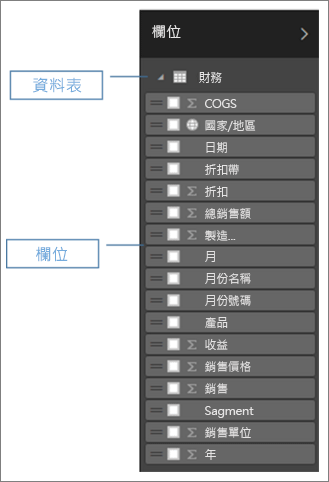 欄位
資料表
財務
COGS
國家/地區
日期
折扣帶
折扣
總銷售額
製造...
欄位
月
月份名稱
月份號碼
產品
收益
銷售價格
銷售
Sagment
銷售單位
年